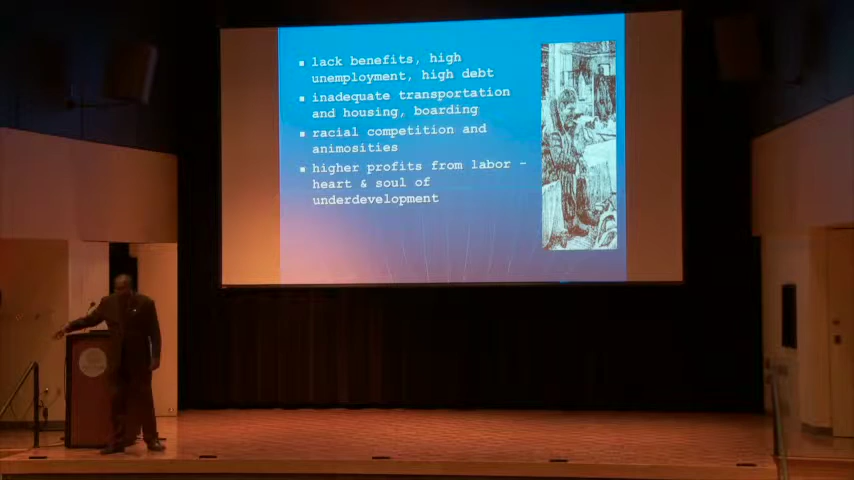 lack benefits, high
unemployment, high debt
inadequate transportation
and housing, boarding
racial competition and
animosities
higher profits from labor –
heart & soul of
underdevelopment